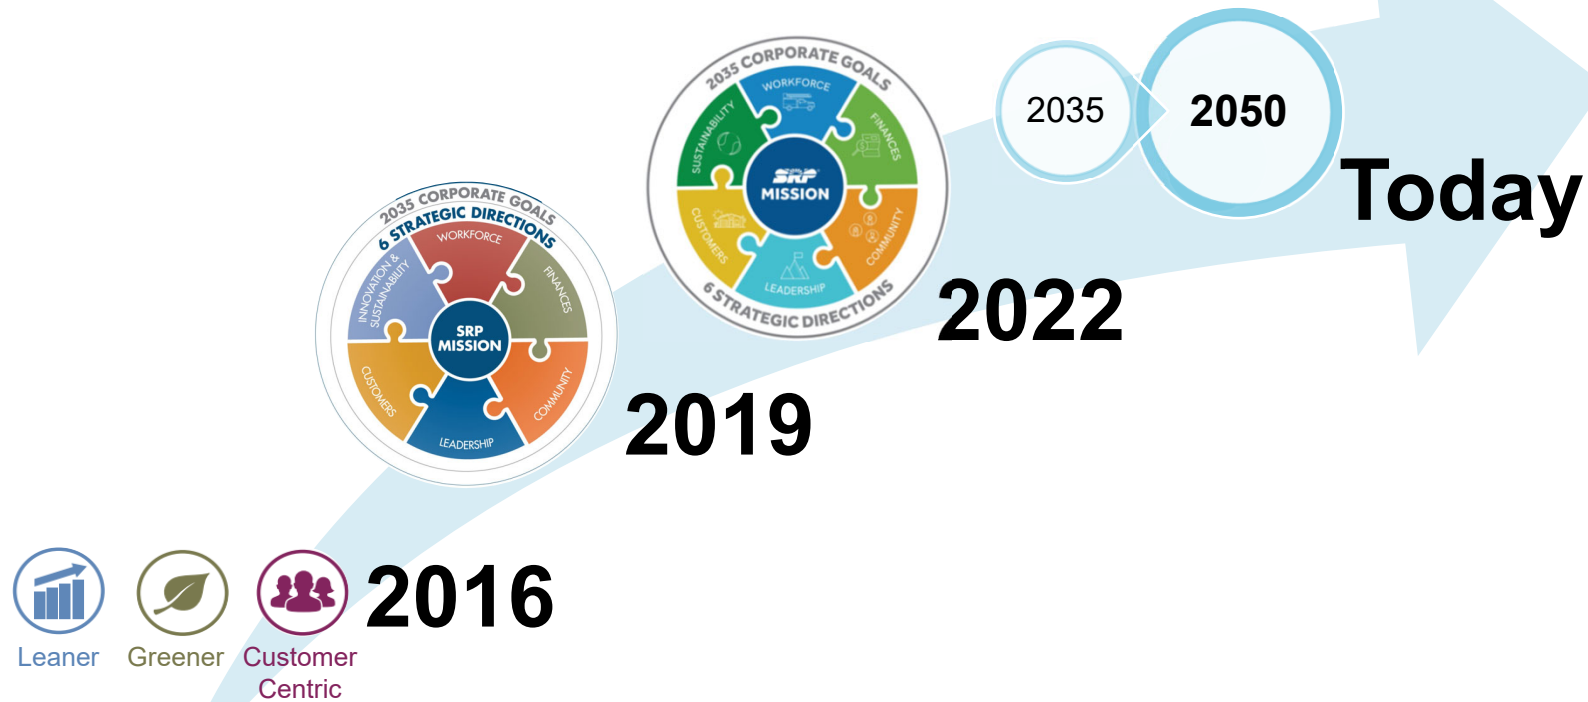 Leaner
Greener
Customer
Centric
2016
2035 CORPORATE GOALS
6 STRATEGIC DIRECTIONS
WORKFORCE
FINANCES
COMMUNITY
LEADERSHIP
CUSTOMERS
INNOVATION &
SUSTAINABILITY
SRP
MISSION
2019
2035 CORPORATE GOALS
WORKFORCE
FINANCES
COMMUNITY
LEADERSHIP
CUSTOMERS
SUSTAINABILITY
SRP
MISSION
6 STRATEGIC DIRECTIONS
2022
2035
2050
Today